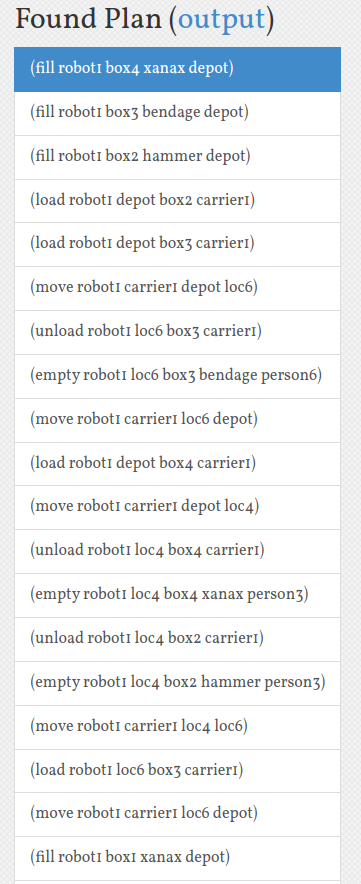 Found Plan (output)
(fill robot1 box4 xanax depot)
(fill robot1 box3 bendage depot)
(fill robot1 box2 hammer depot)
(load robot1 depot box2 carrier1)
(load robot1 depot box3 carrier1)
(move robot1 carrier1 depot loc6)
(unload robot1 loc6 box3 carrier1)
(empty robot1 loc6 box3 bendage person6)
(move robot1 carrier1 loc6 depot)
(load robot1 depot box4 carrier1)
(move robot1 carrier1 depot loc4)
(unload robot1 loc4 box4 carrier1)
(empty robot1 loc4 box4 xanax person3)
(unload robot1 loc4 box2 carrier1)
(empty robot1 loc4 box2 hammer person3)
(move robot1 carrier1 loc4 loc6)
(load robot1 loc6 box3 carrier1)
(move robot1 carrier1 loc6 depot)
(fill robot1 box1 xanax depot)